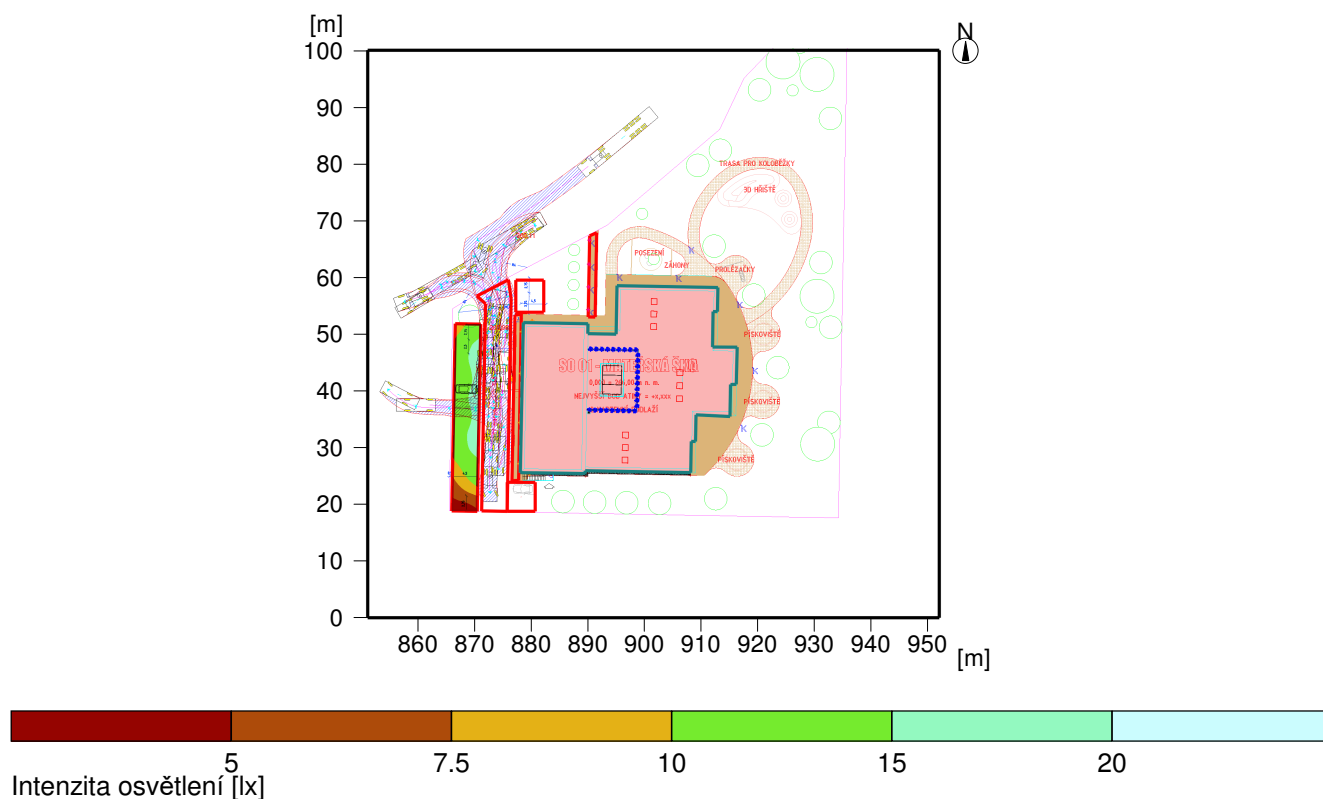 [m]
N
100
90
80
70
60
50
40
30
20
10
0
TRASA PRO KOLOBĚŽKY
3D HŘIŠTĚ
POSEZENÍ
ZÁHONY
PROLÉZAČKY
PÍSKOVIŠTĚ
SO 01 - MATEŘSKÁ ŠKOLA
PÍSKOVIŠTĚ
PÍSKOVIŠTĚ
860 870 880 890 900 910 920 930 940 950
[m]
5 7.5 10 15 20
Intenzita osvětlení [lx]